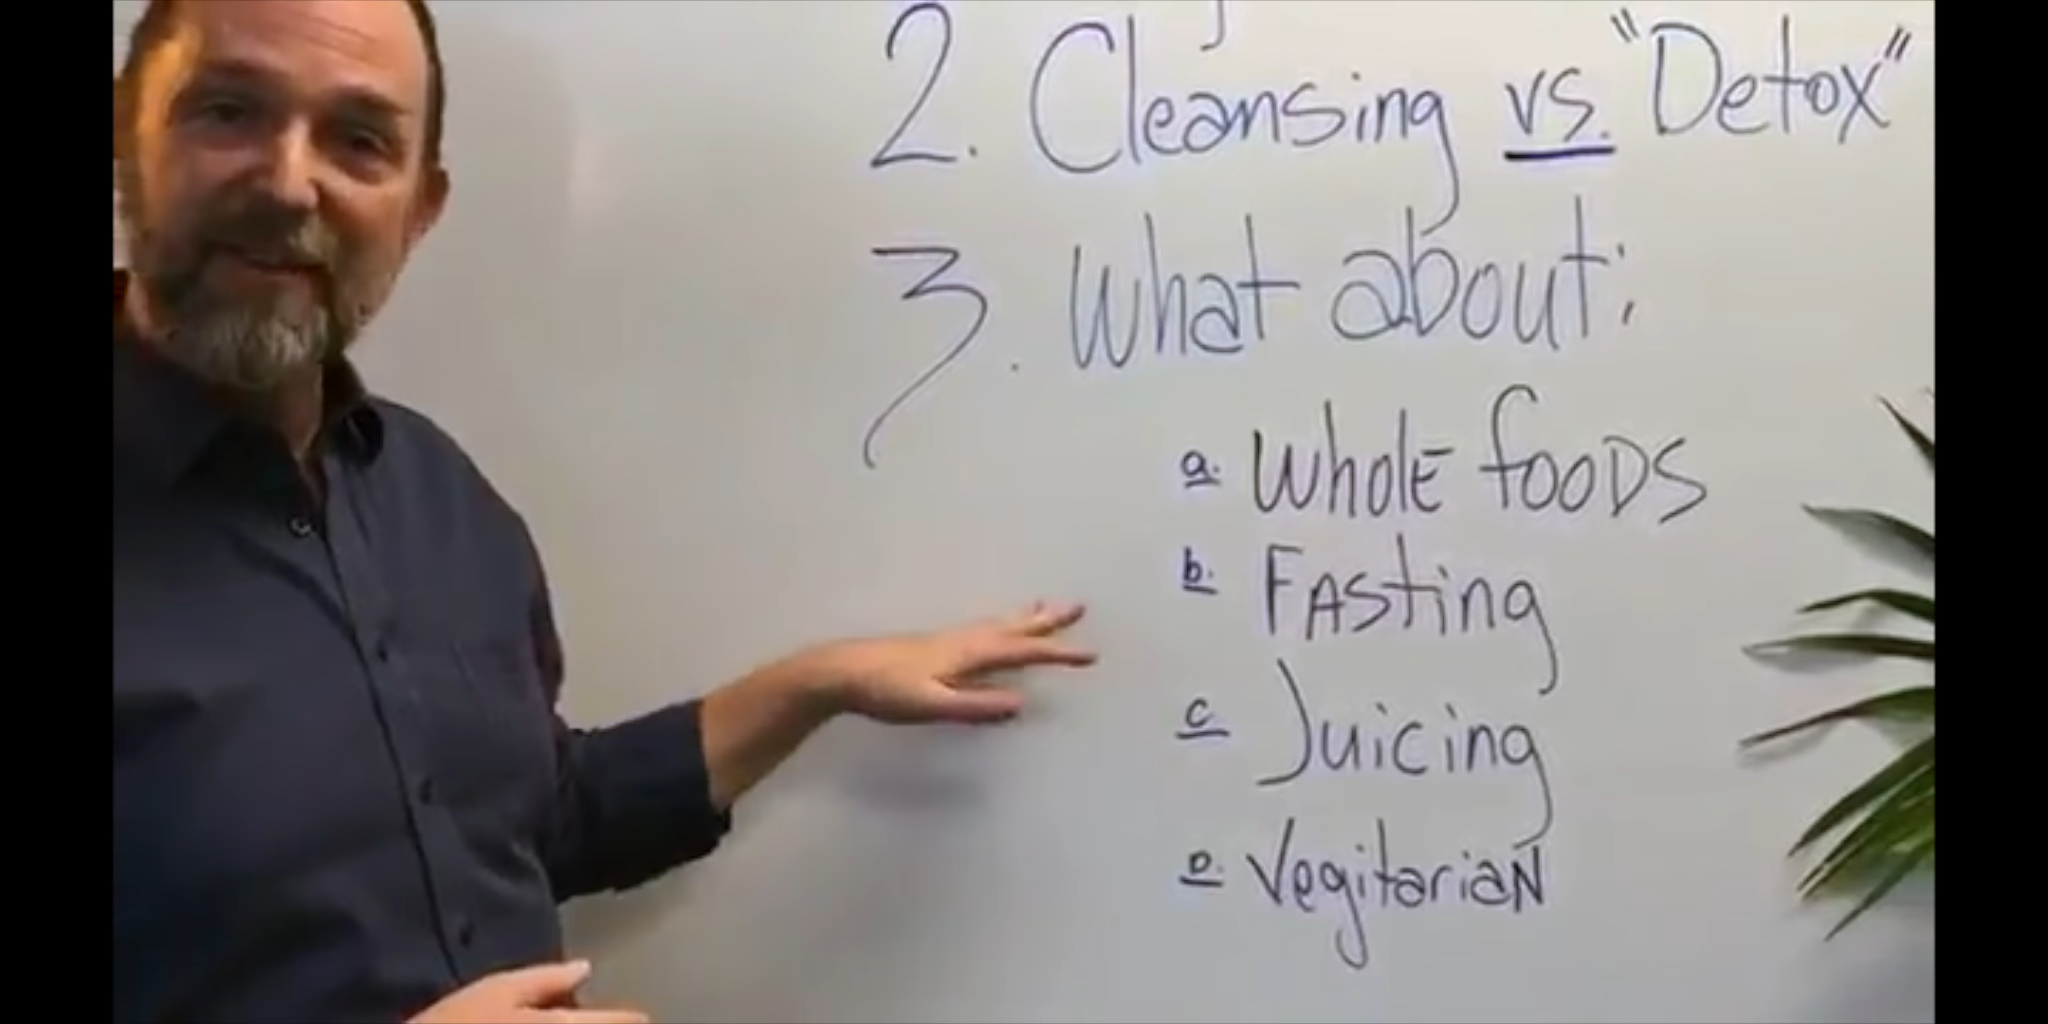 2. Cleansing vs. "Detox"
3. What about:
a. WholE fooDS
b. FAsting
c Juicing
D. VegitariaN